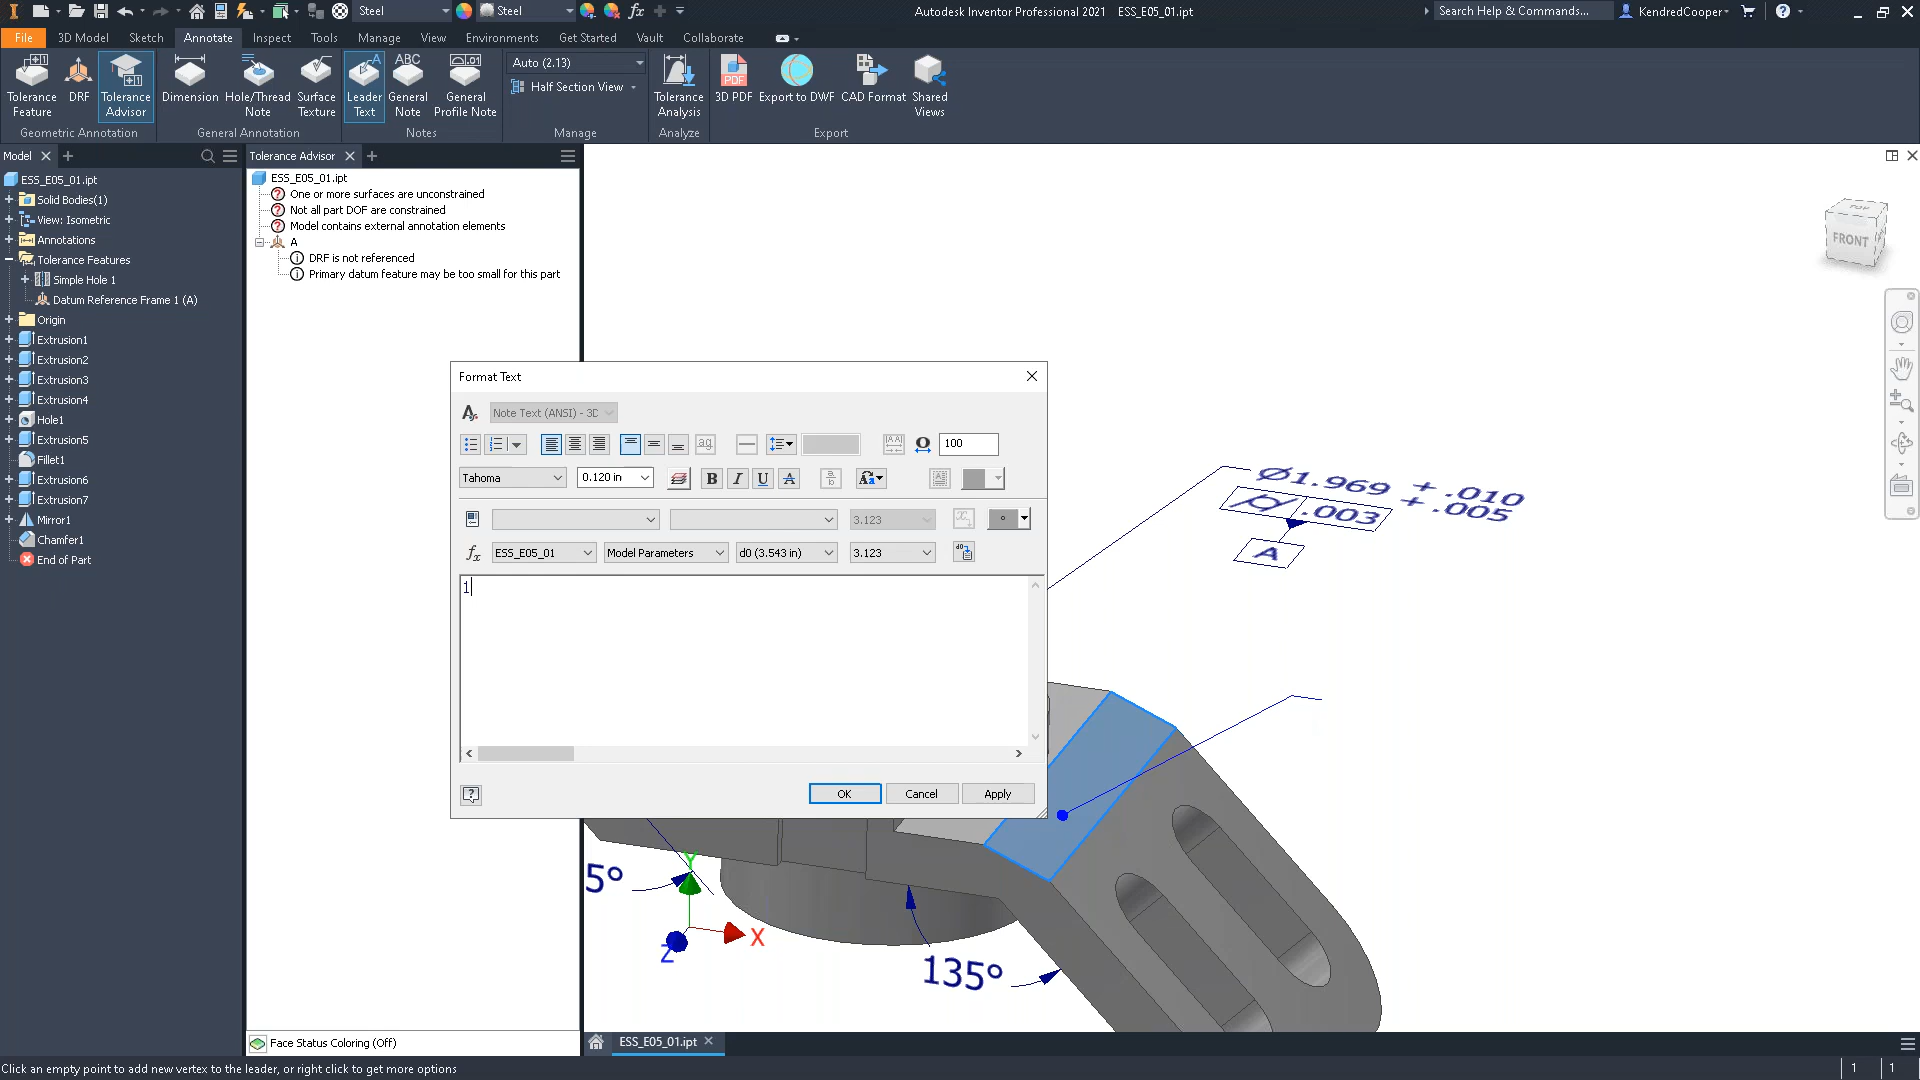 Steel
Steel
fx
Autodesk Inventor Professional 2021 ESS_E05_01.ipt
Search Help & Commands...
KendredCooper
File
3D Model
Sketch
Annotate
Inspect
Tools
Manage
View
Environments
Get Started
Vault
Collaborate
Tolerance Feature
DRF
Tolerance Advisor
Dimension
Hole/Thread Note
Surface Texture
Leader Text
General Note
General Profile Note
Auto (2.13)
Half Section View
Tolerance Analysis
3D PDF
Export to DWF
CAD Format
Shared Views
Geometric Annotation
General Annotation
Notes
Manage
Analyze
Export
Model
ESS_E05_01.ipt
Solid Bodies(1)
View: Isometric
Annotations
Tolerance Features
Simple Hole 1
Datum Reference Frame 1 (A)
Origin
Extrusion1
Extrusion2
Extrusion3
Extrusion4
Hole1
Extrusion5
Fillet1
Extrusion6
Extrusion7
Mirror1
Chamfer1
End of Part
Tolerance Advisor
ESS_E05_01.ipt
One or more surfaces are unconstrained
Not all part DOF are constrained
Model contains external annotation elements
A
DRF is not referenced
Primary datum feature may be too small for this part
Face Status Coloring (Off)
Format Text
Note Text (ANSI) - 3D
100
Tahoma
0.120 in
B I U A
3.123
fx
ESS_E05_01
Model Parameters
d0 (3.543 in)
3.123
1
OK
Cancel
Apply
TOP
FRONT
Ø1.969 +.010
+.005
.003
A
5°
135°
Y
X
Z
ESS_E05_01.ipt
Click an empty point to add new vertex to the leader, or right click to get more options
1
1